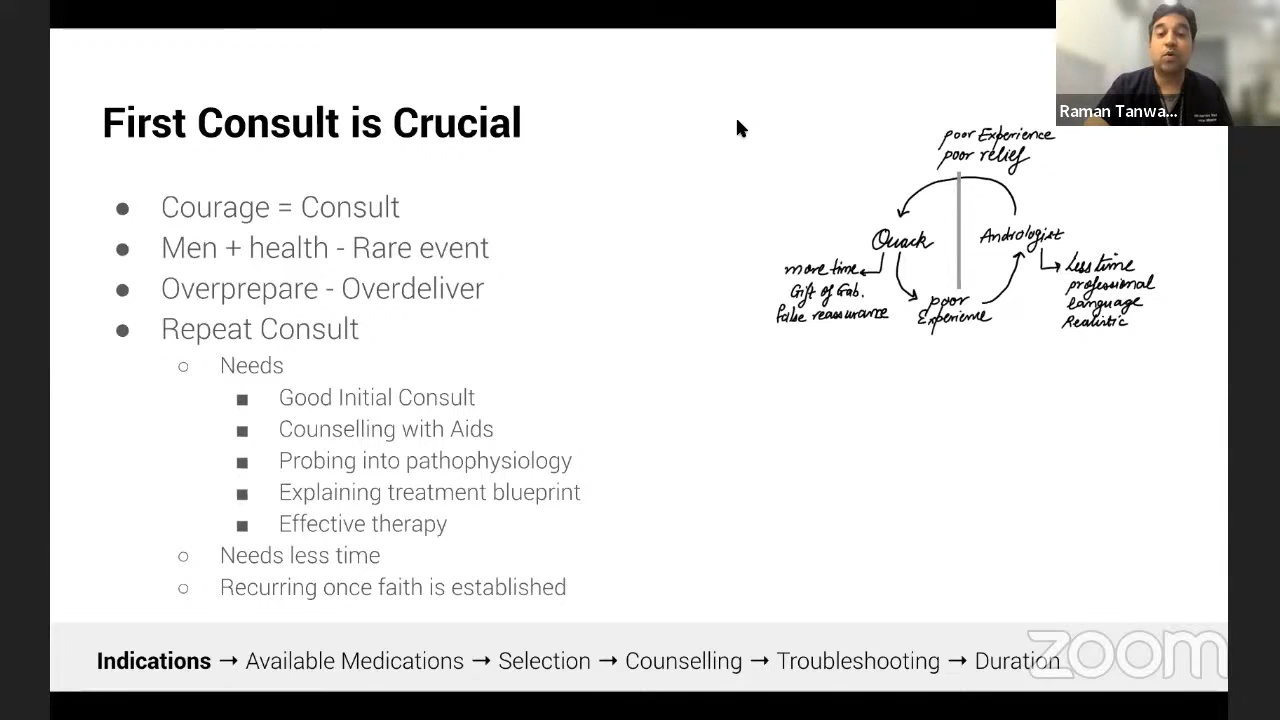 Raman Tanwa...
First Consult is Crucial
● Courage = Consult
● Men + health - Rare event
● Overprepare - Overdeliver
● Repeat Consult
○ Needs
■ Good Initial Consult
■ Counselling with Aids
■ Probing into pathophysiology
■ Explaining treatment blueprint
■ Effective therapy
○ Needs less time
○ Recurring once faith is established
poor Experience
poor relief
Quack
Andrologist
more time
Gift of Gab.
false reassurance
poor
Experience
Less time
professional
language
Realistic
Indications → Available Medications → Selection → Counselling → Troubleshooting → Duration
zoom